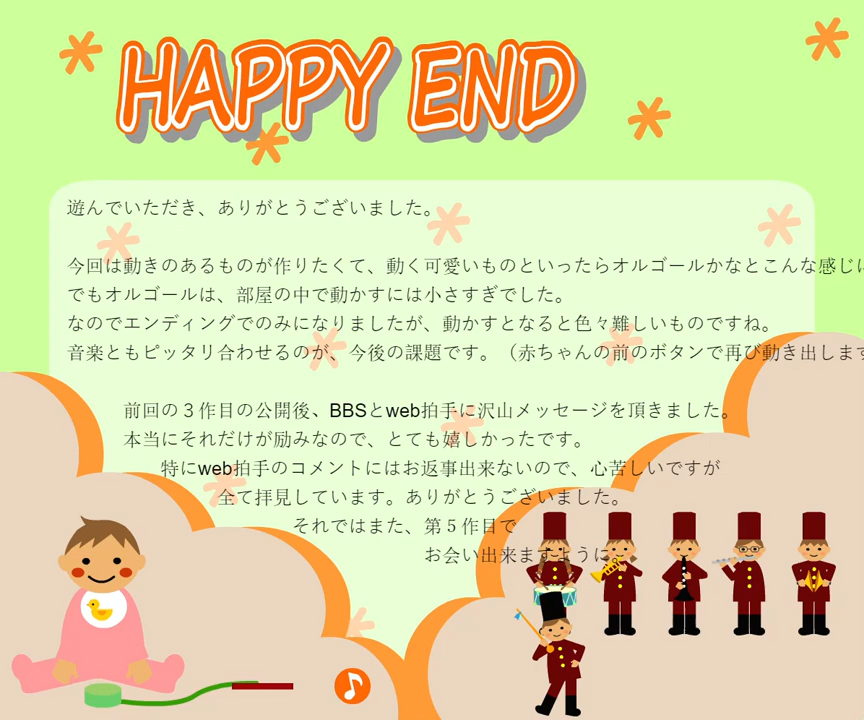 HAPPY END
遊んでいただき、ありがとうございました。
今回は動きのあるものが作りたくて、動く可愛いものといったらオルゴールかなとこんな感じに
でもオルゴールは、部屋の中で動かすには小さすぎでした。
なのでエンディングでのみになりましたが、動かすとなると色々難しいものですね。
音楽ともピッタリ合わせるのが、今後の課題です。（赤ちゃんの前のボタンで再び動き出します
前回の３作目の公開後、BBSとweb拍手に沢山メッセージを頂きました。
本当にそれだけが励みなので、とても嬉しかったです。
特にweb拍手のコメントにはお返事出来ないので、心苦しいですが
全て拝見しています。ありがとうございました。
それではまた、第５作目で
お会い出来ますように